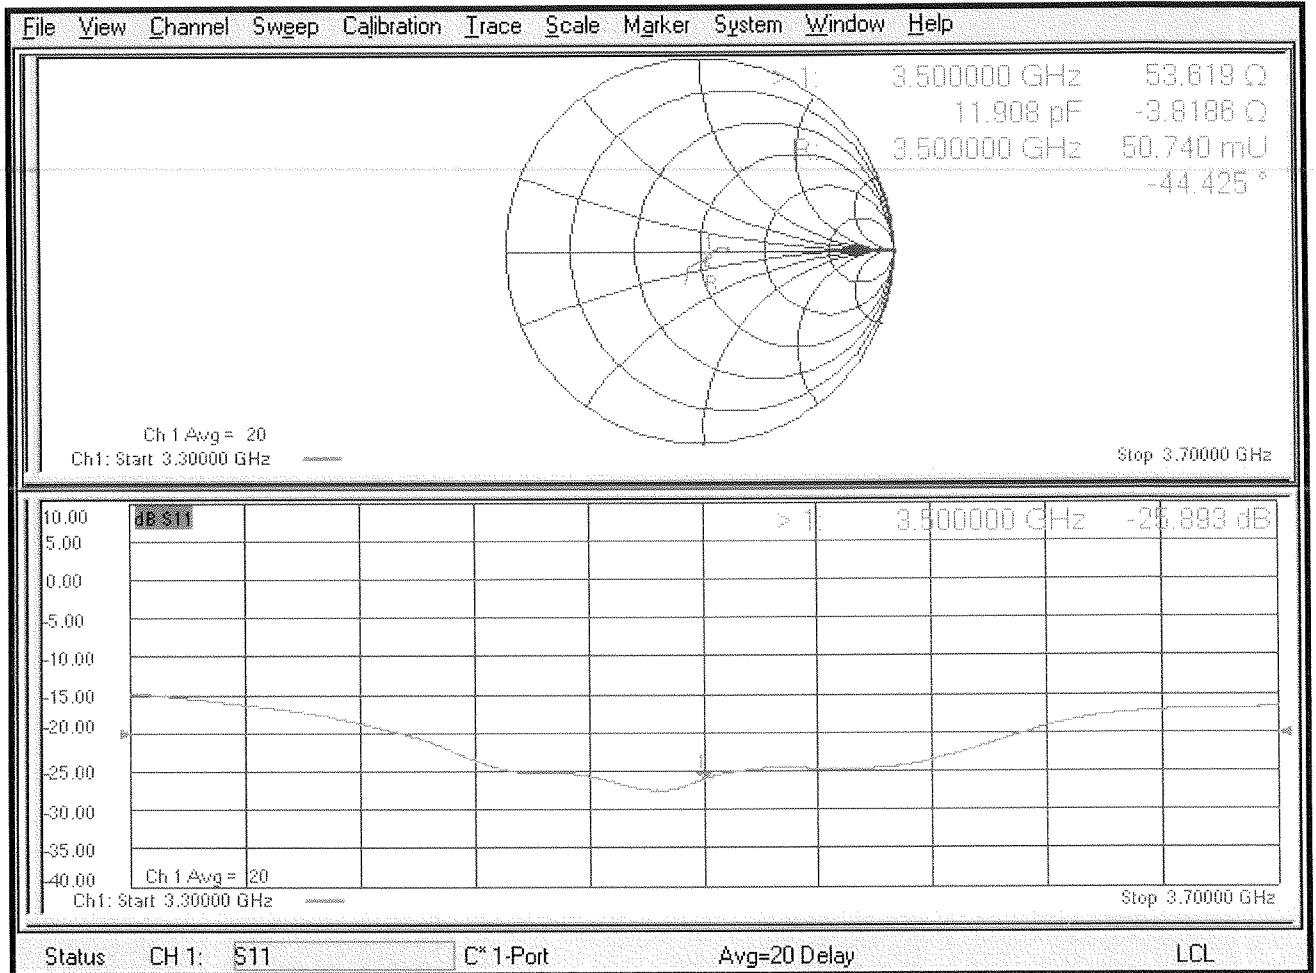 File View Channel Sweep Calibration Trace Scale Marker System Window Help
> 1: 3.500000 GHz 53.619 Ω
11.908 pF -3.8186 Ω
R: 3.500000 GHz 50.740 mU
-44.425 °
Ch 1 Avg = 20
Ch1: Start 3.30000 GHz Stop 3.70000 GHz
10.00 dB S11 > 1: 3.500000 GHz -25.893 dB
5.00
0.00
-5.00
-10.00
-15.00
-20.00
-25.00
-30.00
-35.00
-40.00 Ch 1 Avg = 20
Ch1: Start 3.30000 GHz Stop 3.70000 GHz
Status CH 1: S11 C* 1-Port Avg=20 Delay LCL